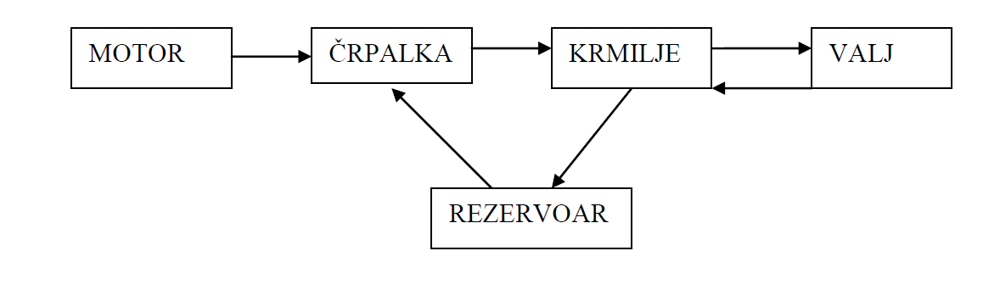 MOTOR
ČRPALKA
KRMILJE
VALJ
REZERVOAR